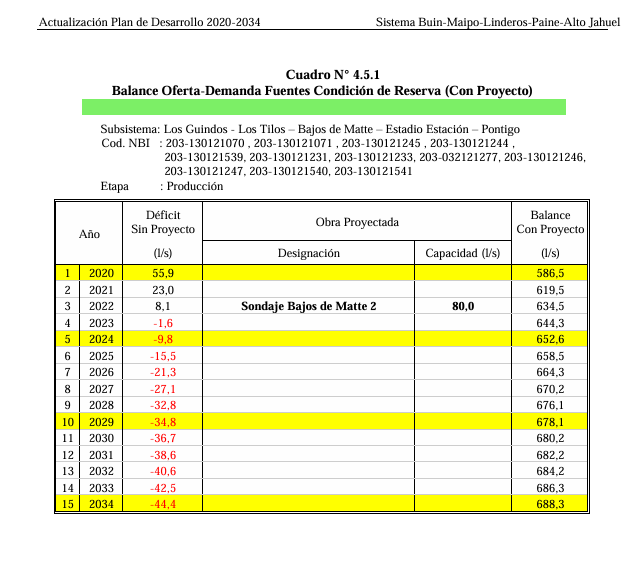 Actualización Plan de Desarrollo 2020-2034 Sistema Buin-Maipo-Linderos-Paine-Alto Jahuel
Cuadro N° 4.5.1
Balance Oferta-Demanda Fuentes Condición de Reserva (Con Proyecto)
Subsistema: Los Guindos - Los Tilos – Bajos de Matte – Estadio Estación – Pontigo
Cod. NBI : 203-130121070 , 203-130121071 , 203-130121245 , 203-130121244 ,
203-130121539, 203-130121231, 203-130121233, 203-032121277, 203-130121246,
203-130121247, 203-130121540, 203-130121541
Etapa : Producción
Año Déficit Sin Proyecto (l/s) Obra Proyectada Balance Con Proyecto (l/s)
Designación Capacidad (l/s)
1 2020 55,9 586,5
2 2021 23,0 619,5
3 2022 8,1 Sondaje Bajos de Matte 2 80,0 634,5
4 2023 -1,6 644,3
5 2024 -9,8 652,6
6 2025 -15,5 658,5
7 2026 -21,3 664,3
8 2027 -27,1 670,2
9 2028 -32,8 676,1
10 2029 -34,8 678,1
11 2030 -36,7 680,2
12 2031 -38,6 682,2
13 2032 -40,6 684,2
14 2033 -42,5 686,3
15 2034 -44,4 688,3